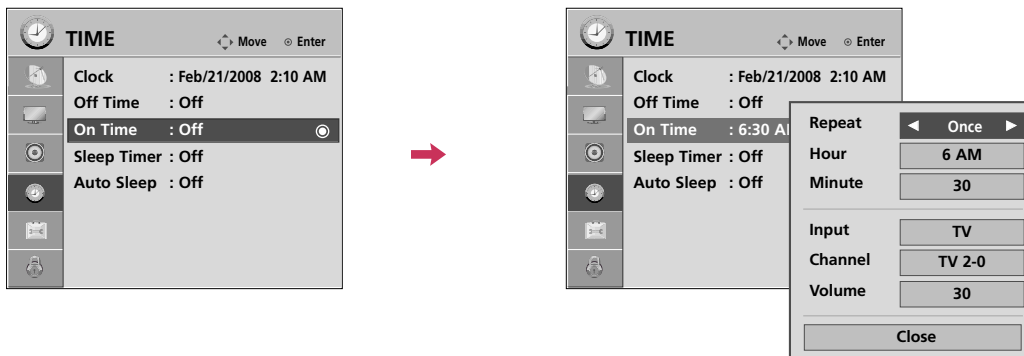 TIME
Move Enter
Clock : Feb/21/2008 2:10 AM
Off Time : Off
On Time : Off
Sleep Timer : Off
Auto Sleep : Off
TIME
Move Enter
Clock : Feb/21/2008 2:10 AM
Off Time : Off
On Time : 6:30 A
Sleep Timer : Off
Auto Sleep : Off
Repeat Once
Hour 6 AM
Minute 30
Input TV
Channel TV 2-0
Volume 30
Close